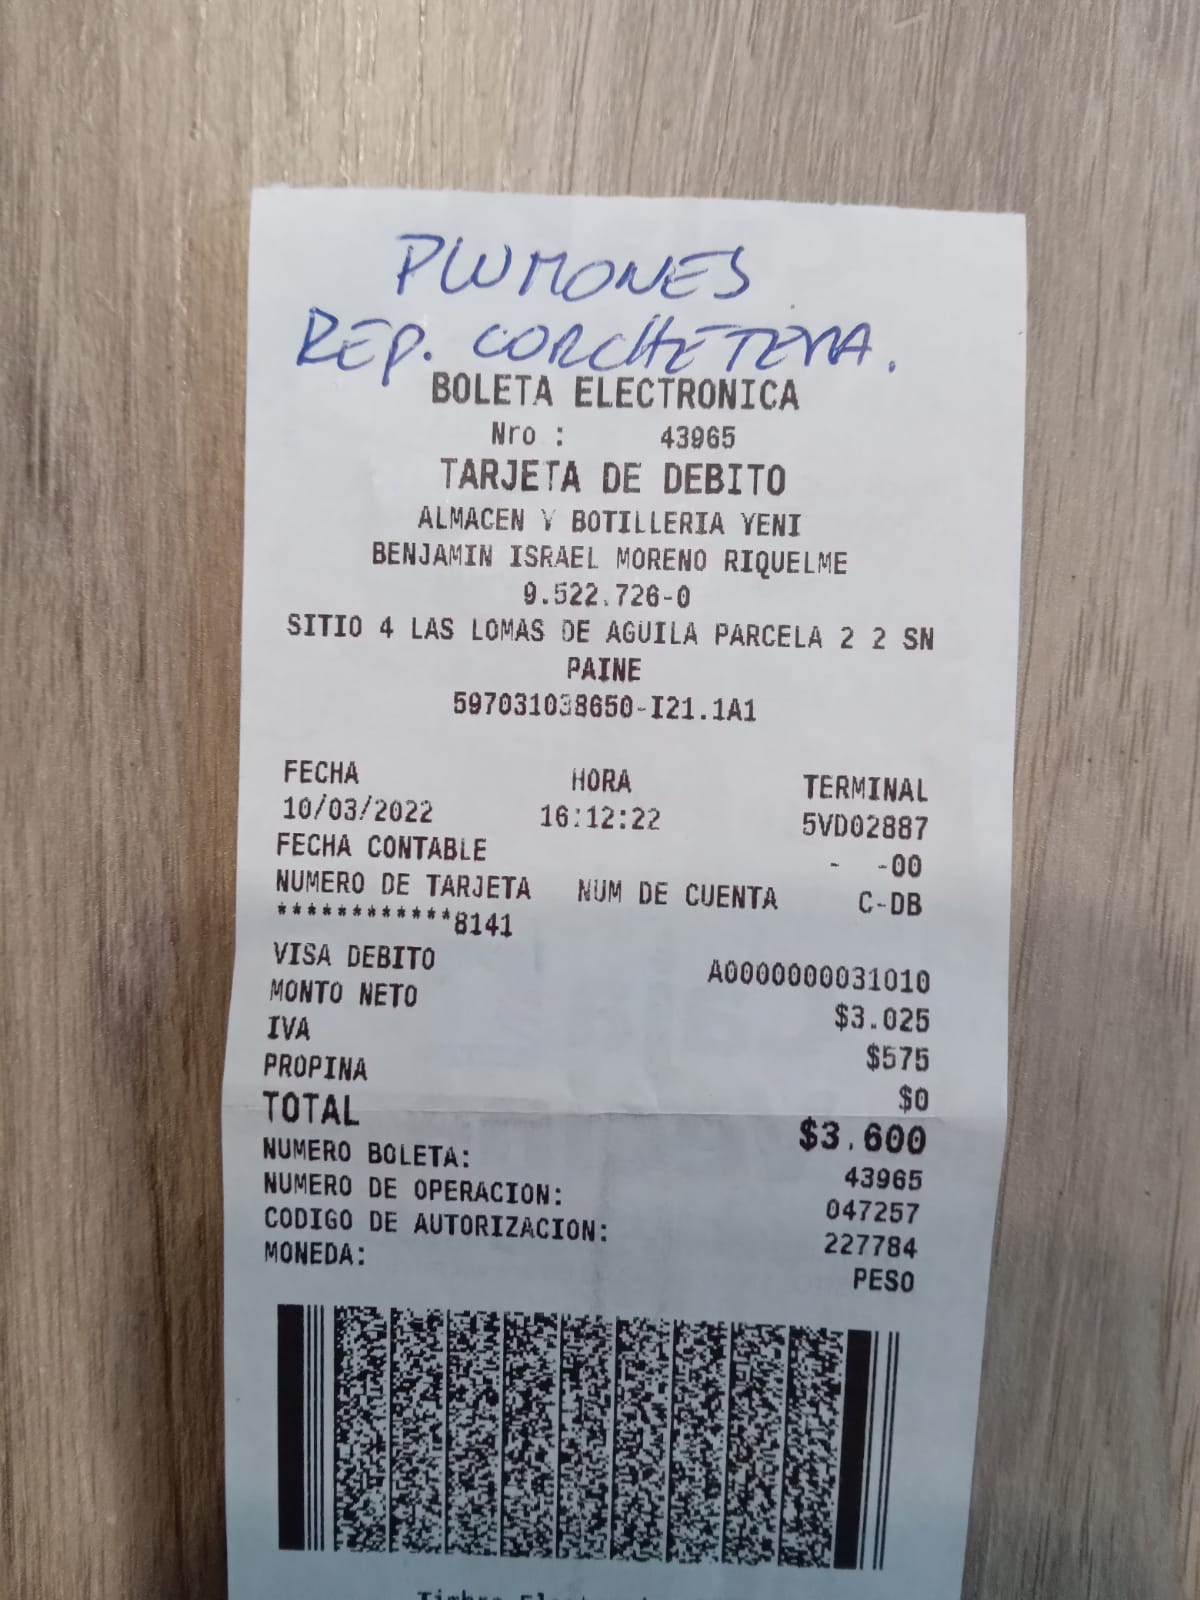 PLUMONES
REP. CORCHETERA.
BOLETA ELECTRONICA
Nro : 43965
TARJETA DE DEBITO
ALMACEN Y BOTILLERIA YENI
BENJAMIN ISRAEL MORENO RIQUELME
9.522.726-0
SITIO 4 LAS LOMAS DE AGUILA PARCELA 2 2 SN
PAINE
597031038650-I21.1A1
FECHA HORA TERMINAL
10/03/2022 16:12:22 5VD02887
FECHA CONTABLE - -00
NUMERO DE TARJETA NUM DE CUENTA C-DB
************8141
VISA DEBITO A0000000031010
MONTO NETO $3.025
IVA $575
PROPINA $0
TOTAL $3.600
NUMERO BOLETA: 43965
NUMERO DE OPERACION: 047257
CODIGO DE AUTORIZACION: 227784
MONEDA: PESO